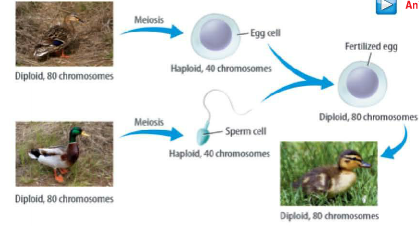 An
Meiosis
Egg cell
Haploid, 40 chromosomes
Diploid, 80 chromosomes
Fertilized egg
Diploid, 80 chromosomes
Meiosis
Sperm cell
Haploid, 40 chromosomes
Diploid, 80 chromosomes
Diploid, 80 chromosomes